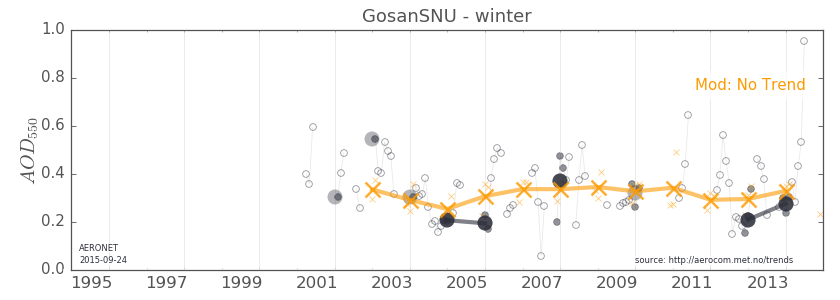 GosanSNU - winter
1.0
0.8
Mod: No Trend
0.6
AOD550
0.4
0.2
AERONET
2015-09-24
source: http://aerocom.met.no/trends
0.0
1995 1997 1999 2001 2003 2005 2007 2009 2011 2013